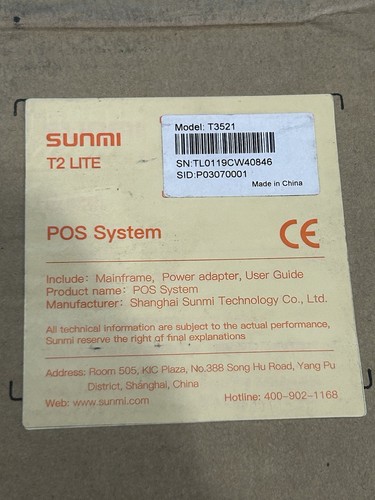 SUNMI
T2 LITE
Model: T3521
SN:TL0119CW40846
SID:P03070001
Made in China
POS System
CE
Include: Mainframe, Power adapter, User Guide
Product name: POS System
Manufacturer: Shanghai Sunmi Technology Co., Ltd.
All technical information are subject to the actual performance,
Sunmi reserve the right of final explanations
Address: Room 505, KIC Plaza, No.388 Song Hu Road, Yang Pu
District, Shanghai, China
Web: www.sunmi.com
Hotline: 400-902-1168